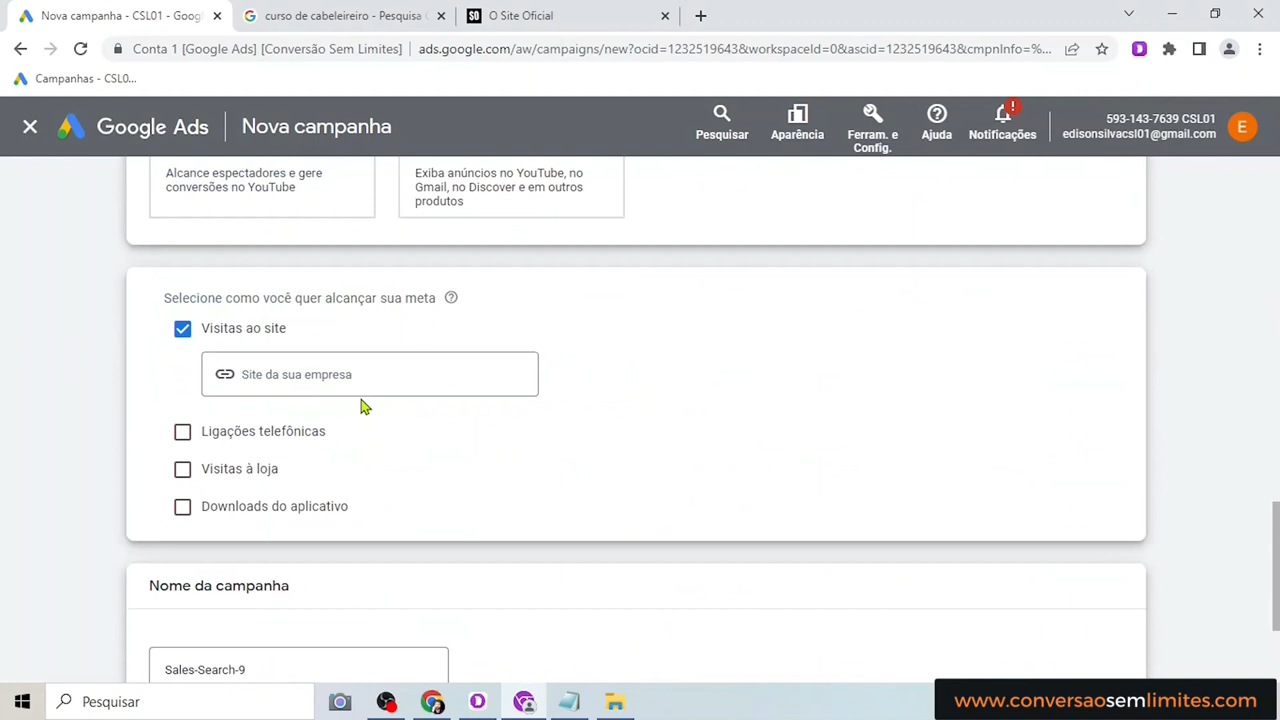 Nova campanha - CSL01 - Goog
curso de cabeleireiro - Pesquisa
O Site Oficial
Conta 1 [Google Ads] [Conversão Sem Limites]
ads.google.com/aw/campaigns/new?ocid=1232519643&workspaceId=0&ascid=1232519643&cmpnInfo=%...
Campanhas - CSL0...
Google Ads
Nova campanha
Pesquisar
Aparência
Ferram. e
Config.
Ajuda
Notificações
593-143-7639 CSL01
edisonsilvacsl01@gmail.com
E
Alcance espectadores e gere
conversões no YouTube
Exiba anúncios no YouTube, no
Gmail, no Discover e em outros
produtos
Selecione como você quer alcançar sua meta
Visitas ao site
Site da sua empresa
Ligações telefônicas
Visitas à loja
Downloads do aplicativo
Nome da campanha
Sales-Search-9
Pesquisar
www.conversaosemlimites.com